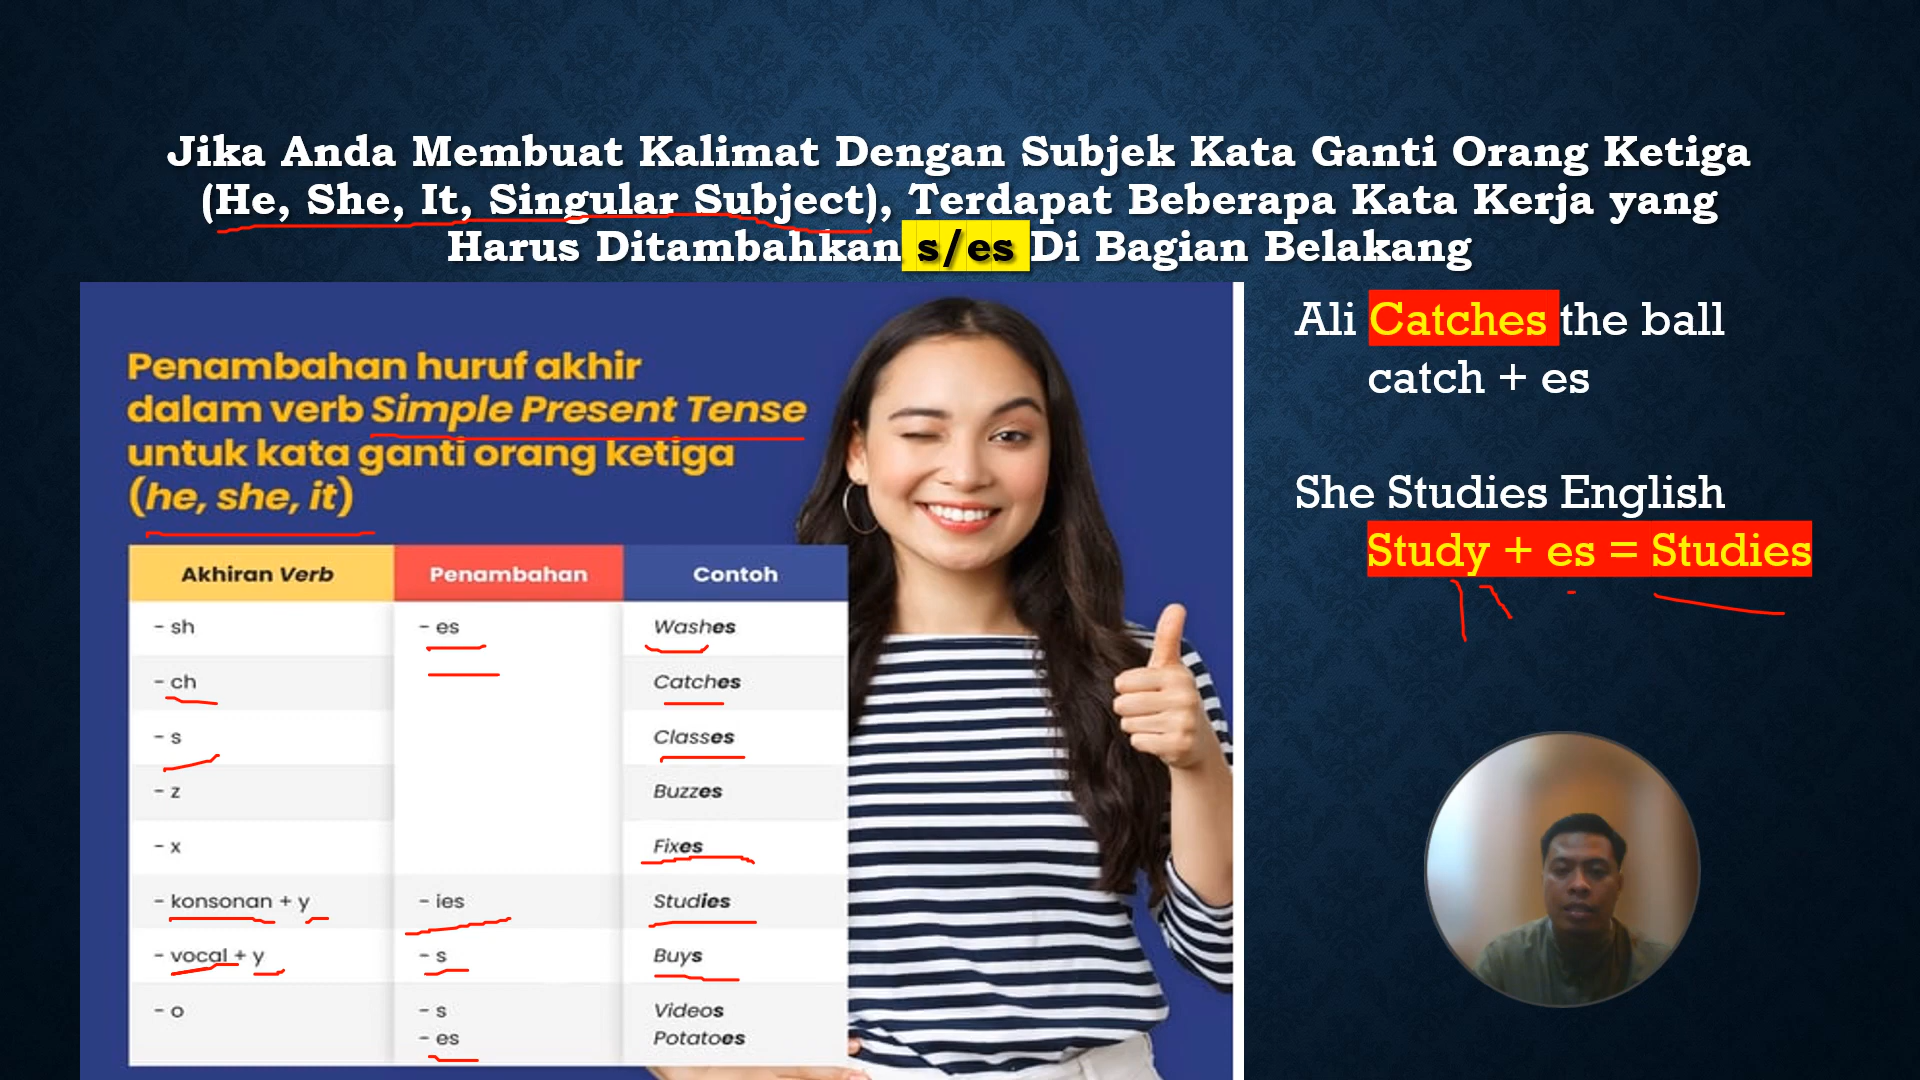 Jika Anda Membuat Kalimat Dengan Subjek Kata Ganti Orang Ketiga
(He, She, It, Singular Subject), Terdapat Beberapa Kata Kerja yang
Harus Ditambahkan s/es Di Bagian Belakang
Penambahan huruf akhir
dalam verb Simple Present Tense
untuk kata ganti orang ketiga
(he, she, it)
Akhiran Verb Penambahan Contoh
- sh - es Washes
- ch Catches
- s Classes
- z Buzzes
- x Fixes
- konsonan + y - ies Studies
- vocal + y - s Buys
- o - s Videos
- es Potatoes
Ali Catches the ball
catch + es
She Studies English
Study + es = Studies